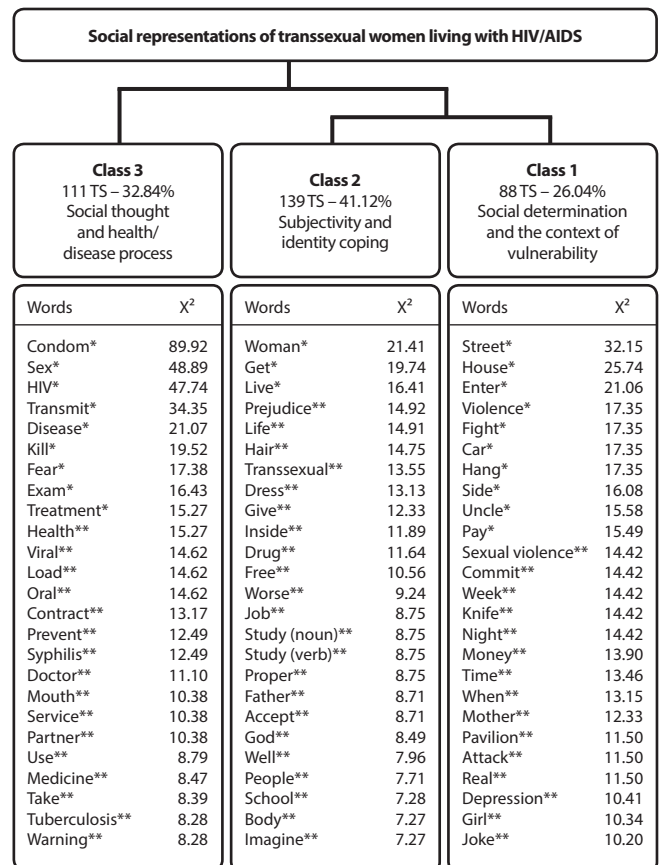 Social representations of transsexual women living with HIV/AIDS
Class 3
111 TS – 32.84%
Social thought
and health/
disease process
Words X²
Condom* 89.92
Sex* 48.89
HIV* 47.74
Transmit* 34.35
Disease* 21.07
Kill* 19.52
Fear* 17.38
Exam* 16.43
Treatment* 15.27
Health** 15.27
Viral** 14.62
Load** 14.62
Oral** 14.62
Contract** 13.17
Prevent** 12.49
Syphilis** 12.49
Doctor** 11.10
Mouth** 10.38
Service** 10.38
Partner** 10.38
Use** 8.79
Medicine** 8.47
Take** 8.39
Tuberculosis** 8.28
Warning** 8.28
Class 2
139 TS – 41.12%
Subjectivity and
identity coping
Words X²
Woman* 21.41
Get* 19.74
Live* 16.41
Prejudice** 14.92
Life** 14.91
Hair** 14.75
Transsexual** 13.55
Dress** 13.13
Give** 12.33
Inside** 11.89
Drug** 11.64
Free** 10.56
Worse** 9.24
Job** 8.75
Study (noun)** 8.75
Study (verb)** 8.75
Proper** 8.75
Father** 8.71
Accept** 8.71
God** 8.49
Well** 7.96
People** 7.71
School** 7.28
Body** 7.27
Imagine** 7.27
Class 1
88 TS – 26.04%
Social determination
and the context of
vulnerability
Words X²
Street* 32.15
House* 25.74
Enter* 21.06
Violence* 17.35
Fight* 17.35
Car* 17.35
Hang* 17.35
Side* 16.08
Uncle* 15.58
Pay* 15.49
Sexual violence** 14.42
Commit** 14.42
Week** 14.42
Knife** 14.42
Night** 14.42
Money** 13.90
Time** 13.46
When** 13.15
Mother** 12.33
Pavilion** 11.50
Attack** 11.50
Real** 11.50
Depression** 10.41
Girl** 10.34
Joke** 10.20